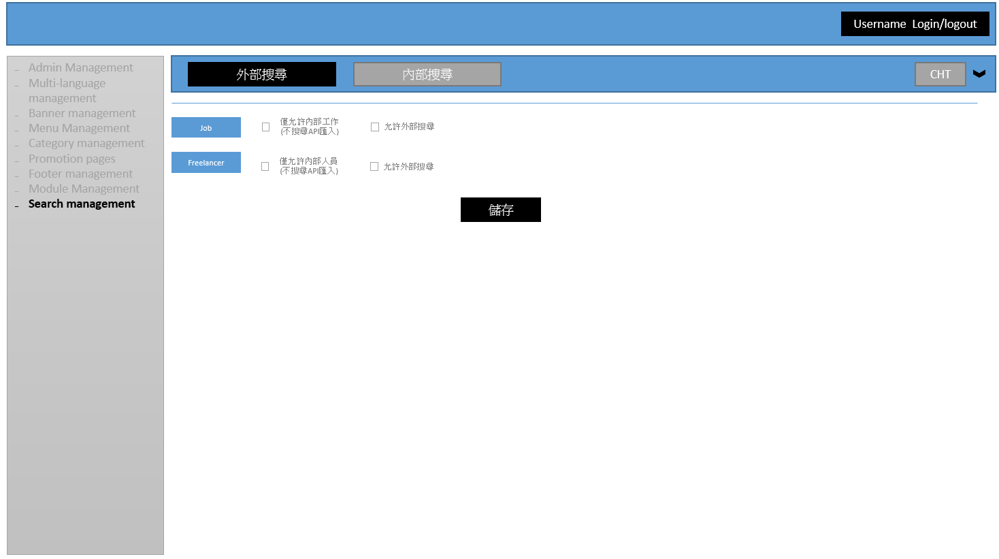 Username Login/logout
Admin Management
Multi-language
management
Banner management
Menu Management
Category management
Promotion pages
Footer management
Module Management
Search management
外部搜尋
內部搜尋
CHT
Job
僅允許內部工作
(不搜尋API匯入)
允許外部搜尋
Freelancer
僅允許內部人員
(不搜尋API匯入)
允許外部搜尋
儲存